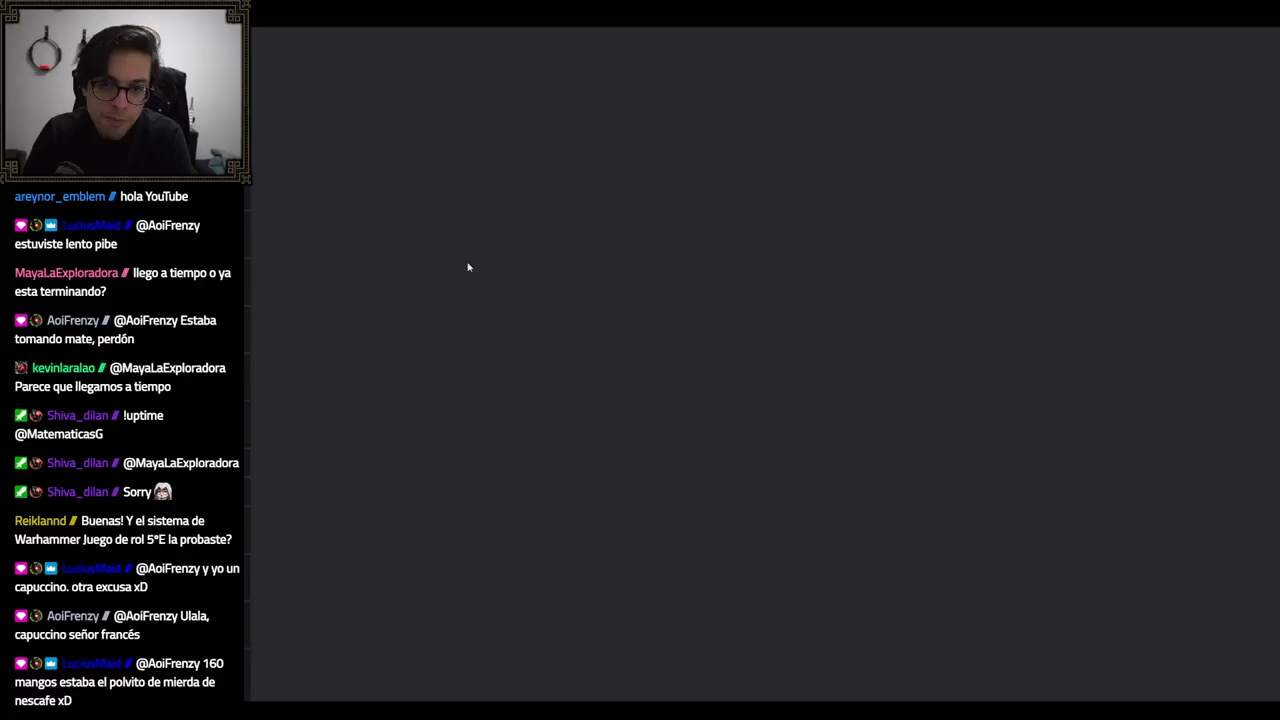 areynor_emblem // hola YouTube
LuciusMaid // @AoiFrenzy
estuviste lento pibe
MayaLaExploradora // llego a tiempo o ya
esta terminando?
AoiFrenzy // @AoiFrenzy Estaba
tomando mate, perdón
kevinlaralao // @MayaLaExploradora
Parece que llegamos a tiempo
Shiva_dilan // !uptime
@MatematicasG
Shiva_dilan // @MayaLaExploradora
Shiva_dilan // Sorry
Reiklannd // Buenas! Y el sistema de
Warhammer Juego de rol 5ªE la probaste?
LuciusMaid // @AoiFrenzy y yo un
capuccino. otra excusa xD
AoiFrenzy // @AoiFrenzy Ulala,
capuccino señor francés
LuciusMaid // @AoiFrenzy 160
mangos estaba el polvito de mierda de
nescafe xD